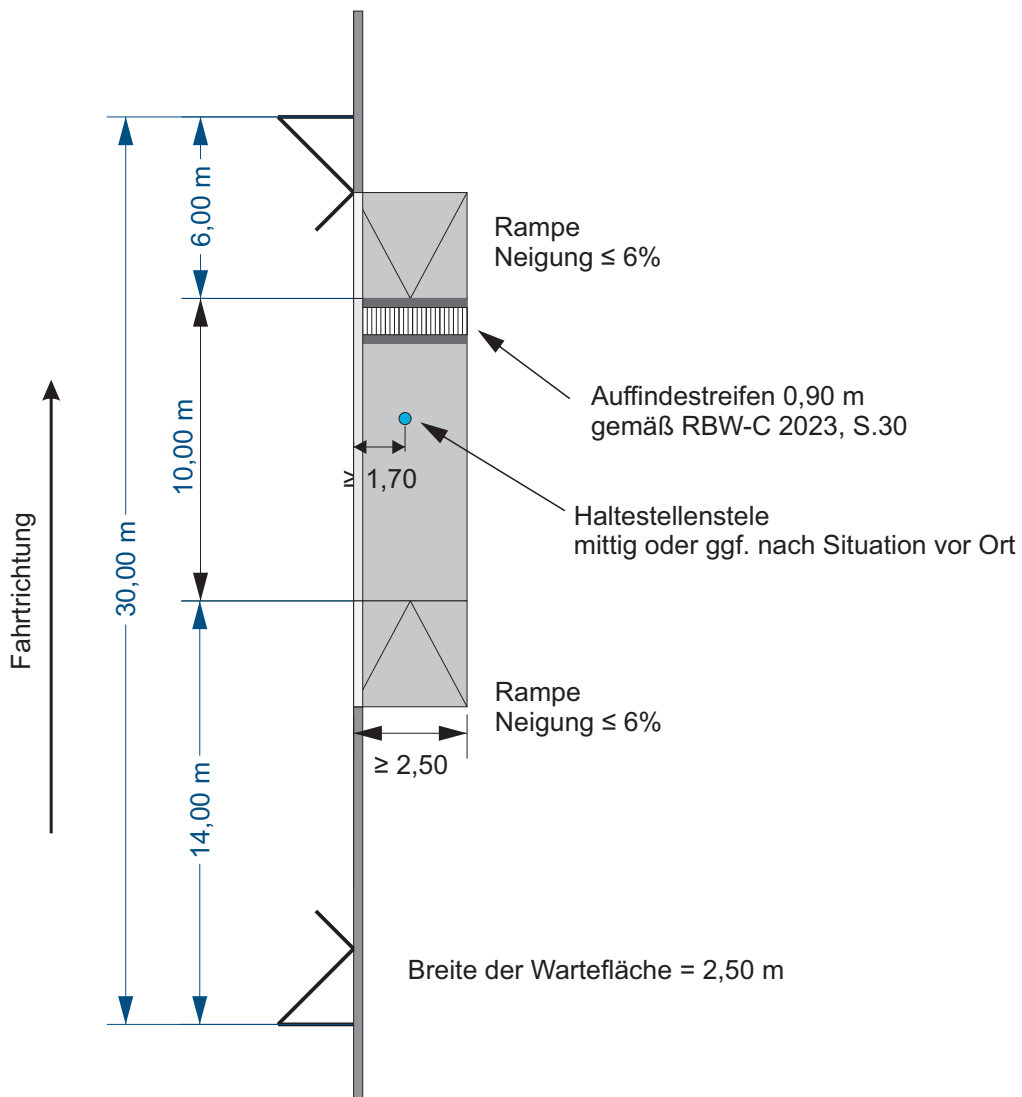 6,00 m
Rampe
Neigung ≤ 6%
Auffindestreifen 0,90 m
gemäß RBW-C 2023, S.30
10,00 m
≥ 1,70
Haltestellenstele
mittig oder ggf. nach Situation vor Ort
Fahrtrichtung
30,00 m
Rampe
Neigung ≤ 6%
≥ 2,50
14,00 m
Breite der Wartefläche = 2,50 m